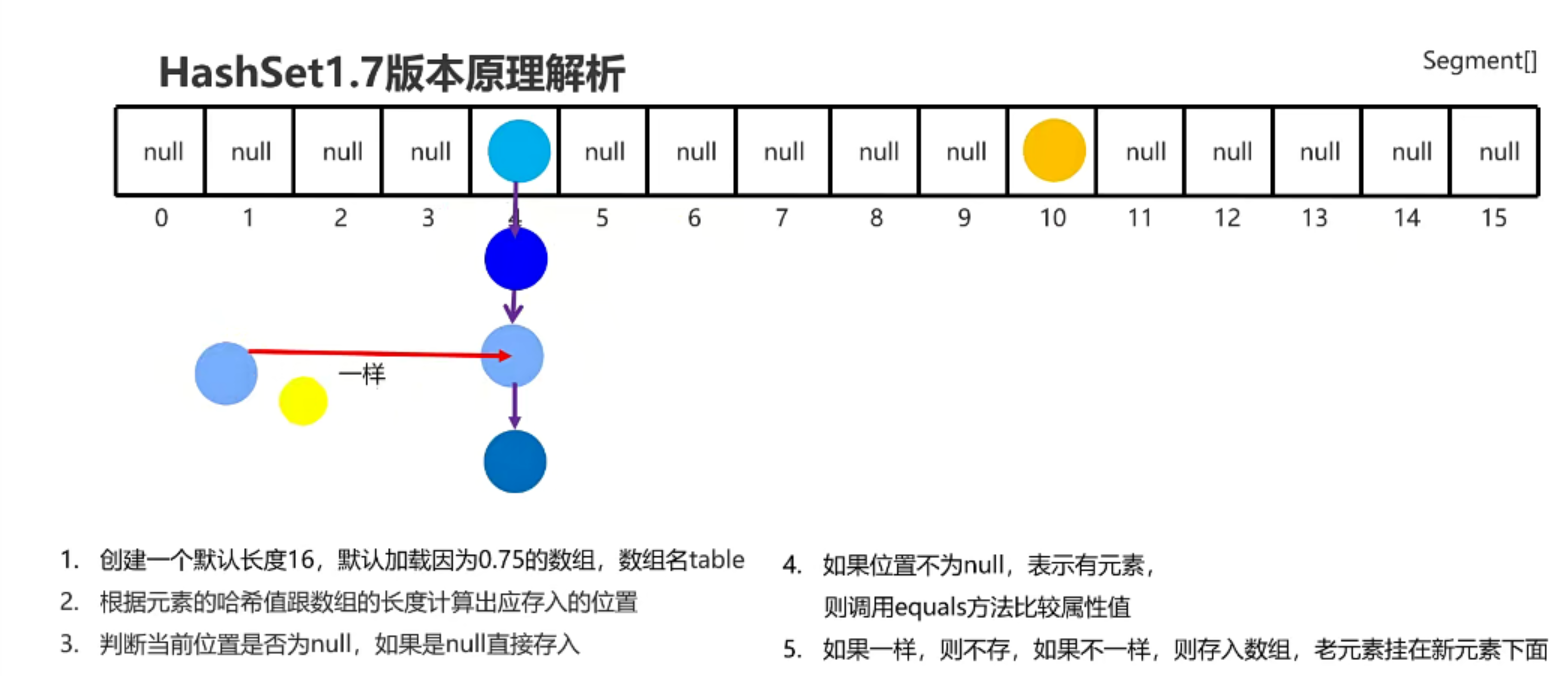 HashSet1.7版本原理解析
Segment[]
null null null null null null null null null null null null null null
0 1 2 3 4 5 6 7 8 9 10 11 12 13 14 15
一样
1. 创建一个默认长度16，默认加载因为0.75的数组，数组名table
2. 根据元素的哈希值跟数组的长度计算出应存入的位置
3. 判断当前位置是否为null，如果是null直接存入
4. 如果位置不为null，表示有元素，
则调用equals方法比较属性值
5. 如果一样，则不存，如果不一样，则存入数组，老元素挂在新元素下面